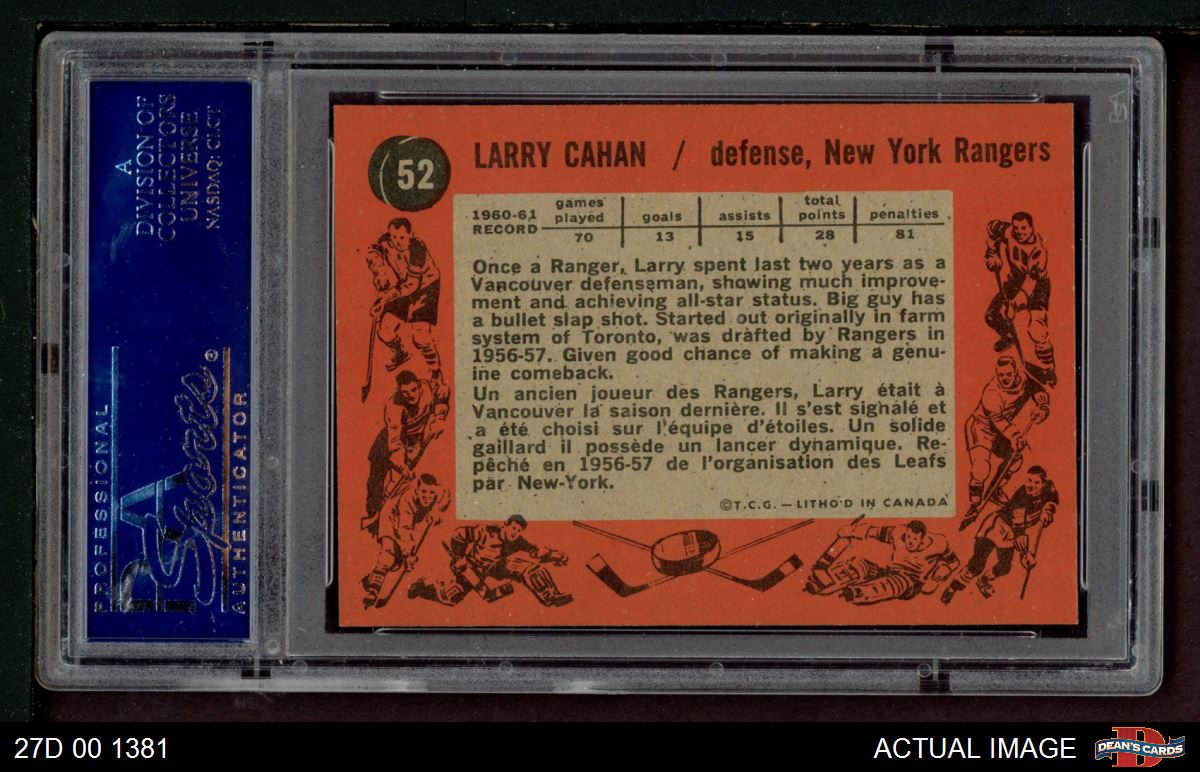 A
DIVISION OF
COLLECTORS
UNIVERSE
NASDAQ: CLCT
PROFESSIONAL
PSA
Sports®
AUTHENTICATOR
PSA
52
LARRY CAHAN / defense, New York Rangers
1960-61 RECORD
games played goals assists total points penalties
70 13 15 28 81
Once a Ranger, Larry spent last two years as a
Vancouver defenseman, showing much improve-
ment and achieving all-star status. Big guy has
a bullet slap shot. Started out originally in farm
system of Toronto, was drafted by Rangers in
1956-57. Given good chance of making a genu-
ine comeback.
Un ancien joueur des Rangers, Larry était à
Vancouver la saison dernière. Il s'est signalé et
a été choisi sur l'équipe d'étoiles. Un solide
gaillard il possède un lancer dynamique. Re-
pêché en 1956-57 de l'organisation des Leafs
par New-York.
©T.C.G. — LITHO'D IN CANADA
27D 00 1381
ACTUAL IMAGE
D
DEAN'S CARDS